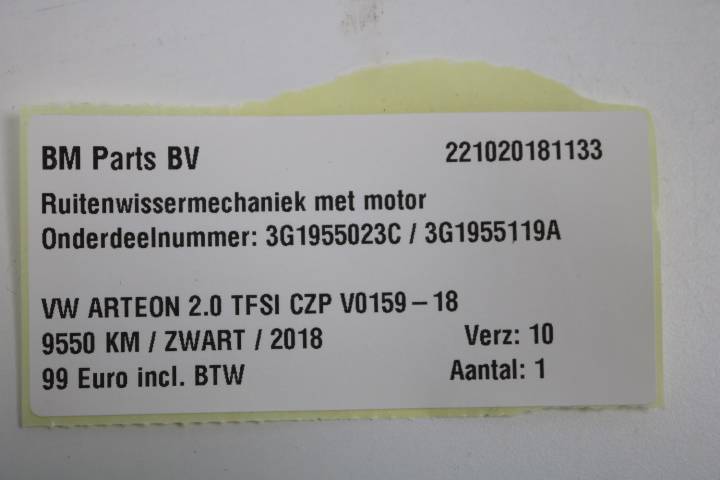 BM Parts BV 221020181133
Ruitenwissermechaniek met motor
Onderdeelnummer: 3G1955023C / 3G1955119A
VW ARTEON 2.0 TFSI CZP V0159 – 18
9550 KM / ZWART / 2018 Verz: 10
99 Euro incl. BTW Aantal: 1